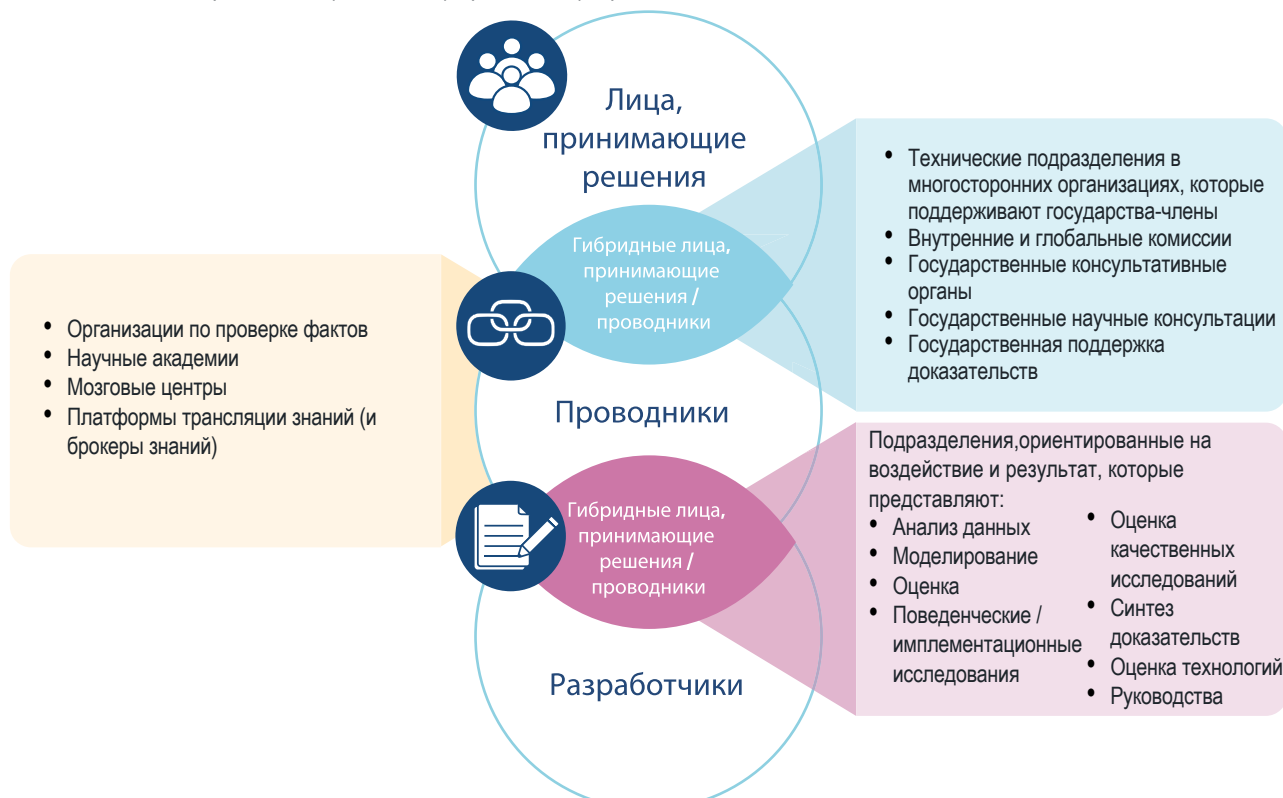 Лица,
принимающие
решения
Гибридные лица,
принимающие
решения /
проводники
• Технические подразделения в
многосторонних организациях, которые
поддерживают государства-члены
• Внутренние и глобальные комиссии
• Государственные консультативные
органы
• Государственные научные консультации
• Государственная поддержка
доказательств
• Организации по проверке фактов
• Научные академии
• Мозговые центры
• Платформы трансляции знаний (и
брокеры знаний)
Проводники
Гибридные лица,
принимающие
решения /
проводники
Подразделения,ориентированные на
воздействие и результат, которые
представляют:
• Анализ данных
• Моделирование
• Оценка
• Поведенческие /
имплементационные
исследования
• Оценка
качественных
исследований
• Синтез
доказательств
• Оценка технологий
• Руководства
Разработчики